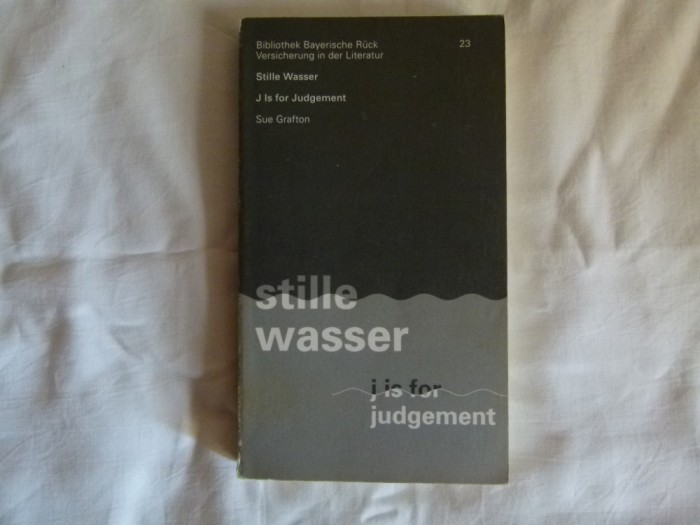 Bibliothek Bayerische Rück 23
Versicherung in der Literatur
Stille Wasser
J Is for Judgement
Sue Grafton
stille
wasser
j is for
judgement